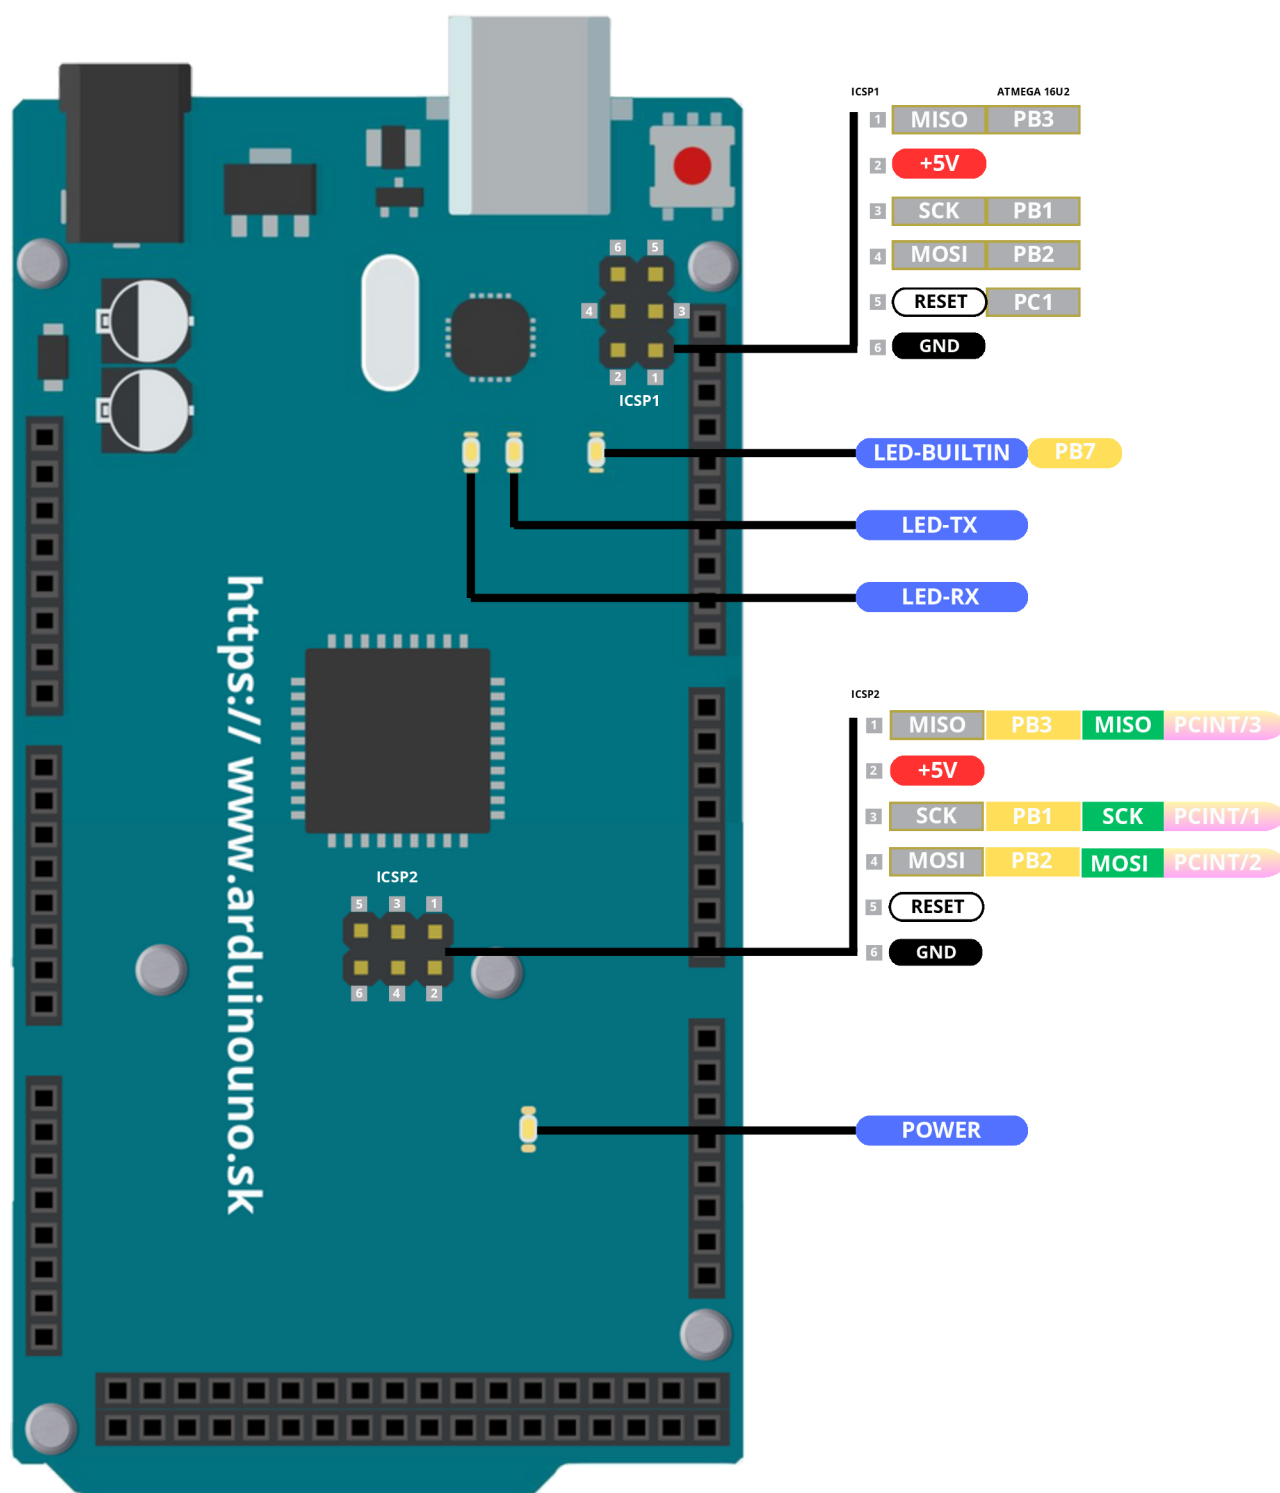 ICSP1 ATMEGA 16U2
1 MISO PB3
2 +5V
3 SCK PB1
4 MOSI PB2
5 RESET PC1
6 GND
6 5
4 3
2 1
ICSP1
LED-BUILTIN PB7
LED-TX
LED-RX
https:// www.arduinouno.sk
ICSP2
1 MISO PB3 MISO PCINT/3
2 +5V
3 SCK PB1 SCK PCINT/1
4 MOSI PB2 MOSI PCINT/2
5 RESET
6 GND
ICSP2
5 3 1
6 4 2
POWER